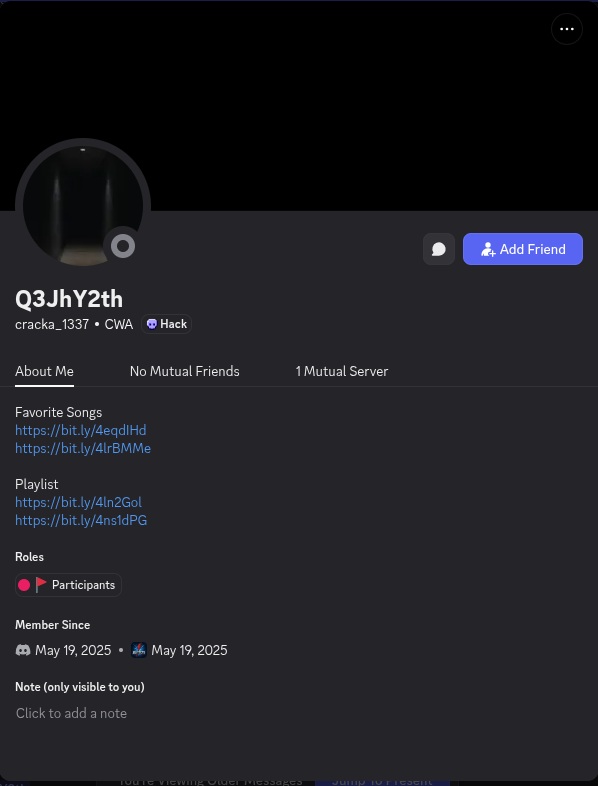 Add Friend
Q3JhY2th
cracka_1337 • CWA Hack
About Me No Mutual Friends 1 Mutual Server
Favorite Songs
https://bit.ly/4eqdIHd
https://bit.ly/4lrBMMe
Playlist
https://bit.ly/4ln2Gol
https://bit.ly/4ns1dPG
Roles
Participants
Member Since
May 19, 2025 • May 19, 2025
Note (only visible to you)
Click to add a note
You're Viewing Older Messages Jump To Present